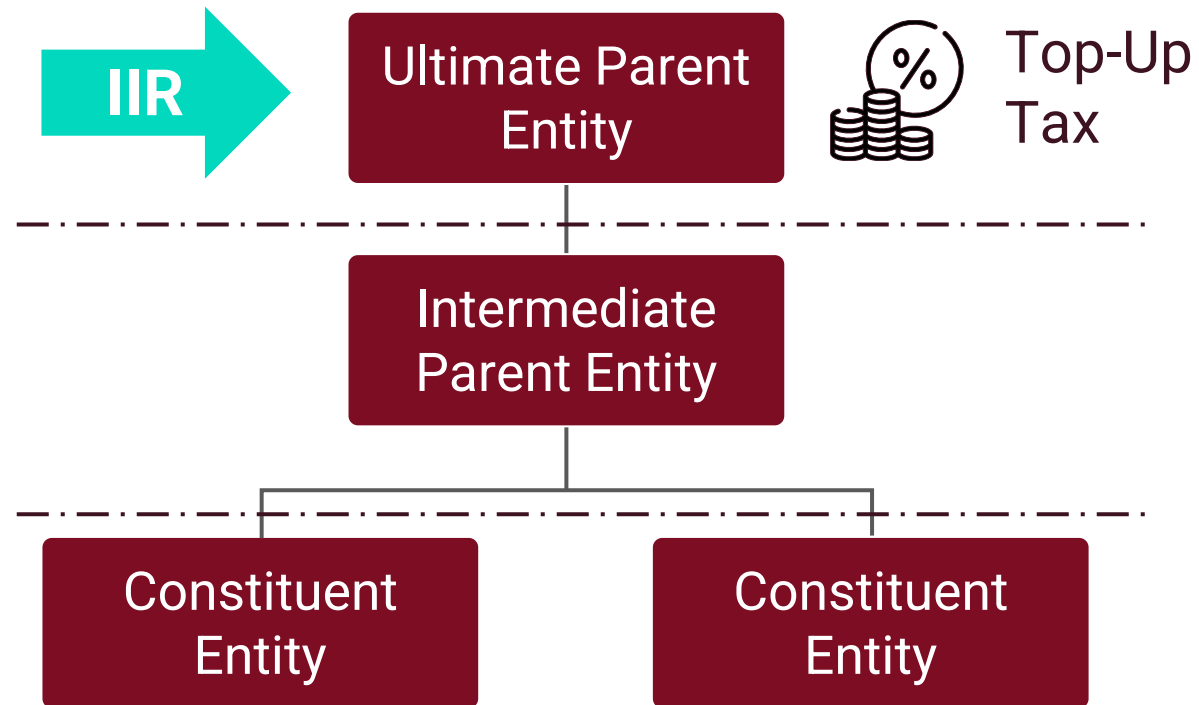 IIR
Ultimate Parent
Entity
%
Top-Up
Tax
Intermediate
Parent Entity
Constituent
Entity
Constituent
Entity